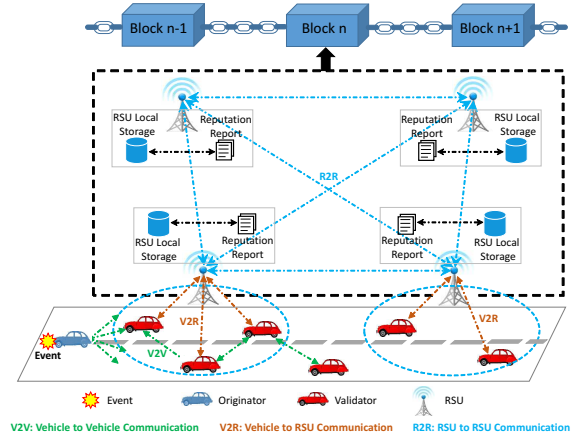 Block n-1
Block n
Block n+1
RSU Local
Storage
Reputation
Report
Reputation
Report
RSU Local
Storage
R2R
RSU Local
Storage
Reputation
Report
Reputation
Report
RSU Local
Storage
V2R
V2R
Event
V2V
Event
Originator
Validator
RSU
V2V: Vehicle to Vehicle Communication
V2R: Vehicle to RSU Communication
R2R: RSU to RSU Communication